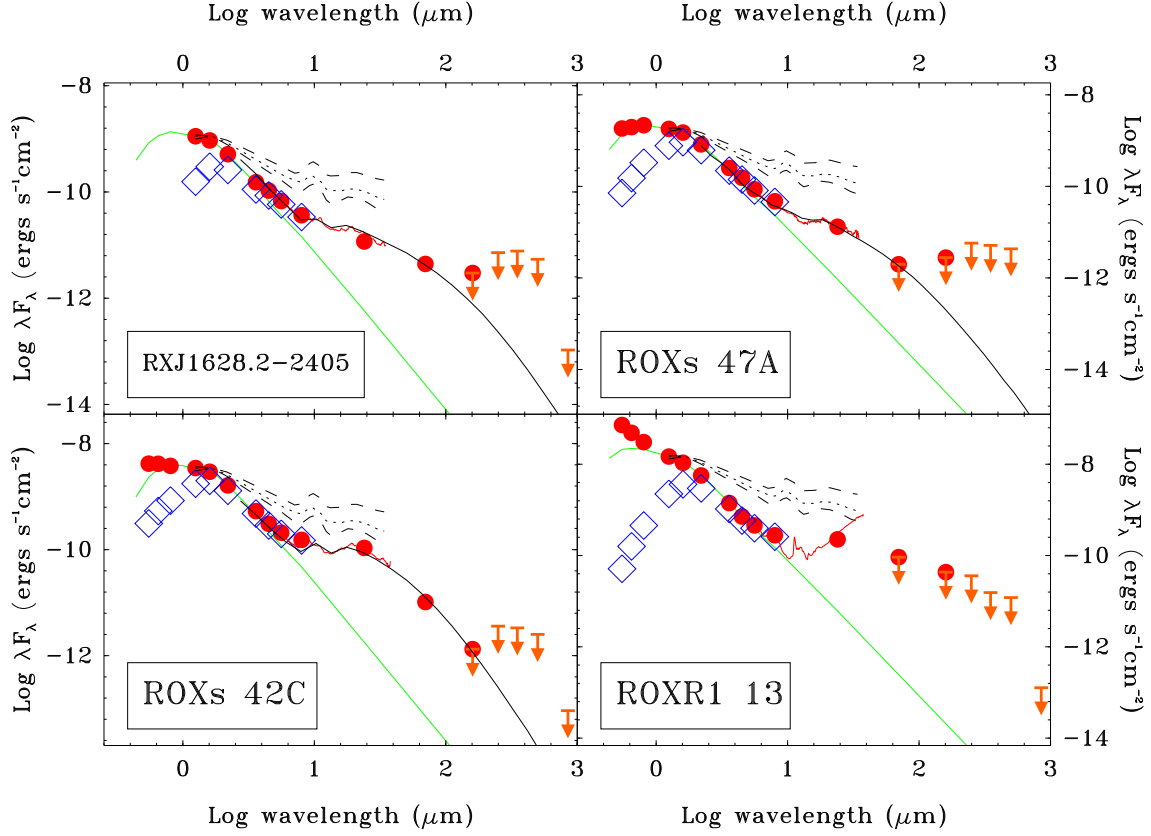 Log wavelength (μm) Log wavelength (μm)
0 1 2 3 0 1 2 3
−8
−10
−12
−14
Log λF_λ (ergs s⁻¹cm⁻²)
RXJ1628.2−2405
−8
−10
−12
−14
Log λF_λ (ergs s⁻¹cm⁻²)
ROXs 47A
−8
−10
−12
Log λF_λ (ergs s⁻¹cm⁻²)
ROXs 42C
−8
−10
−12
−14
Log λF_λ (ergs s⁻¹cm⁻²)
ROXR1 13
0 1 2 3 0 1 2 3
Log wavelength (μm) Log wavelength (μm)